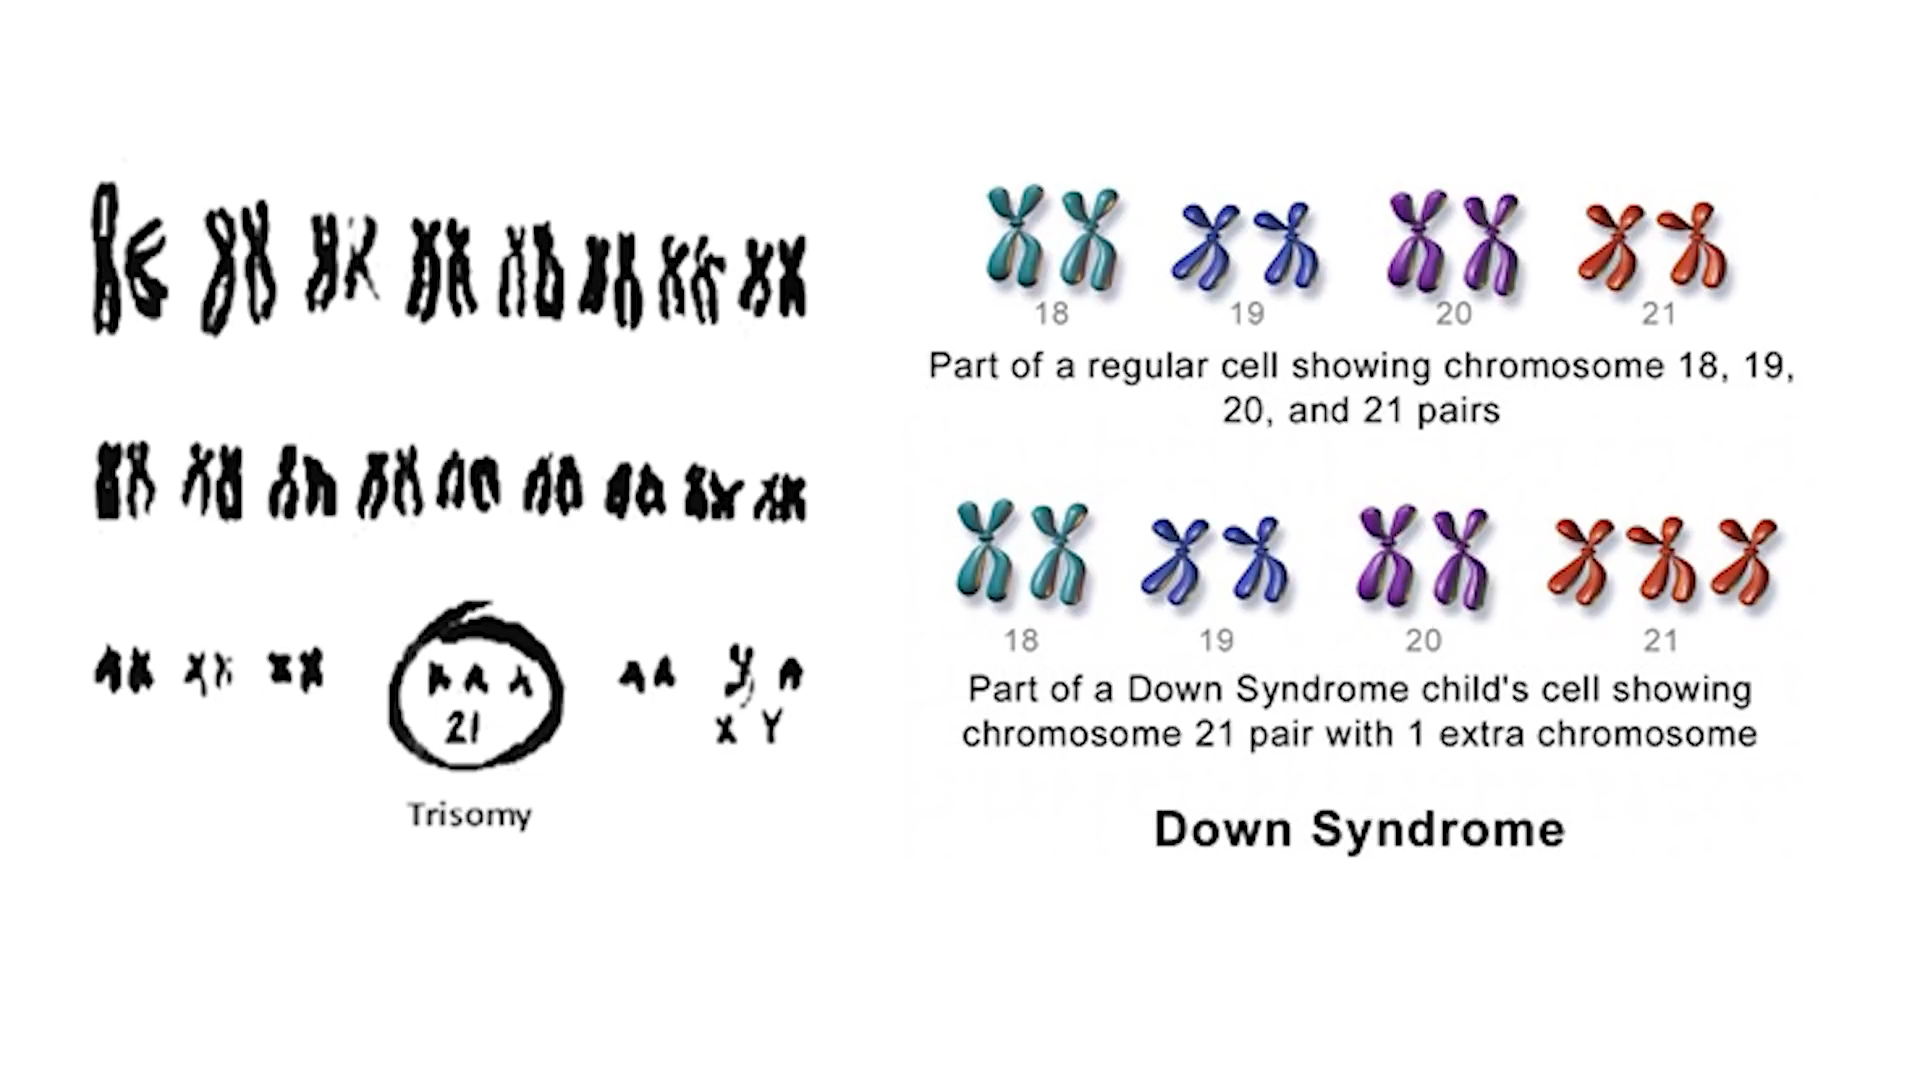 21
X Y
Trisomy
18 19 20 21
Part of a regular cell showing chromosome 18, 19,
20, and 21 pairs
18 19 20 21
Part of a Down Syndrome child's cell showing
chromosome 21 pair with 1 extra chromosome
Down Syndrome